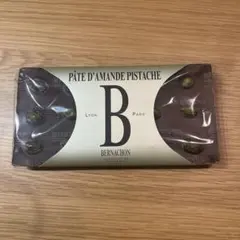 PÂTE D'AMANDE PISTACHE
B
Lyon Paris
BERNACHON